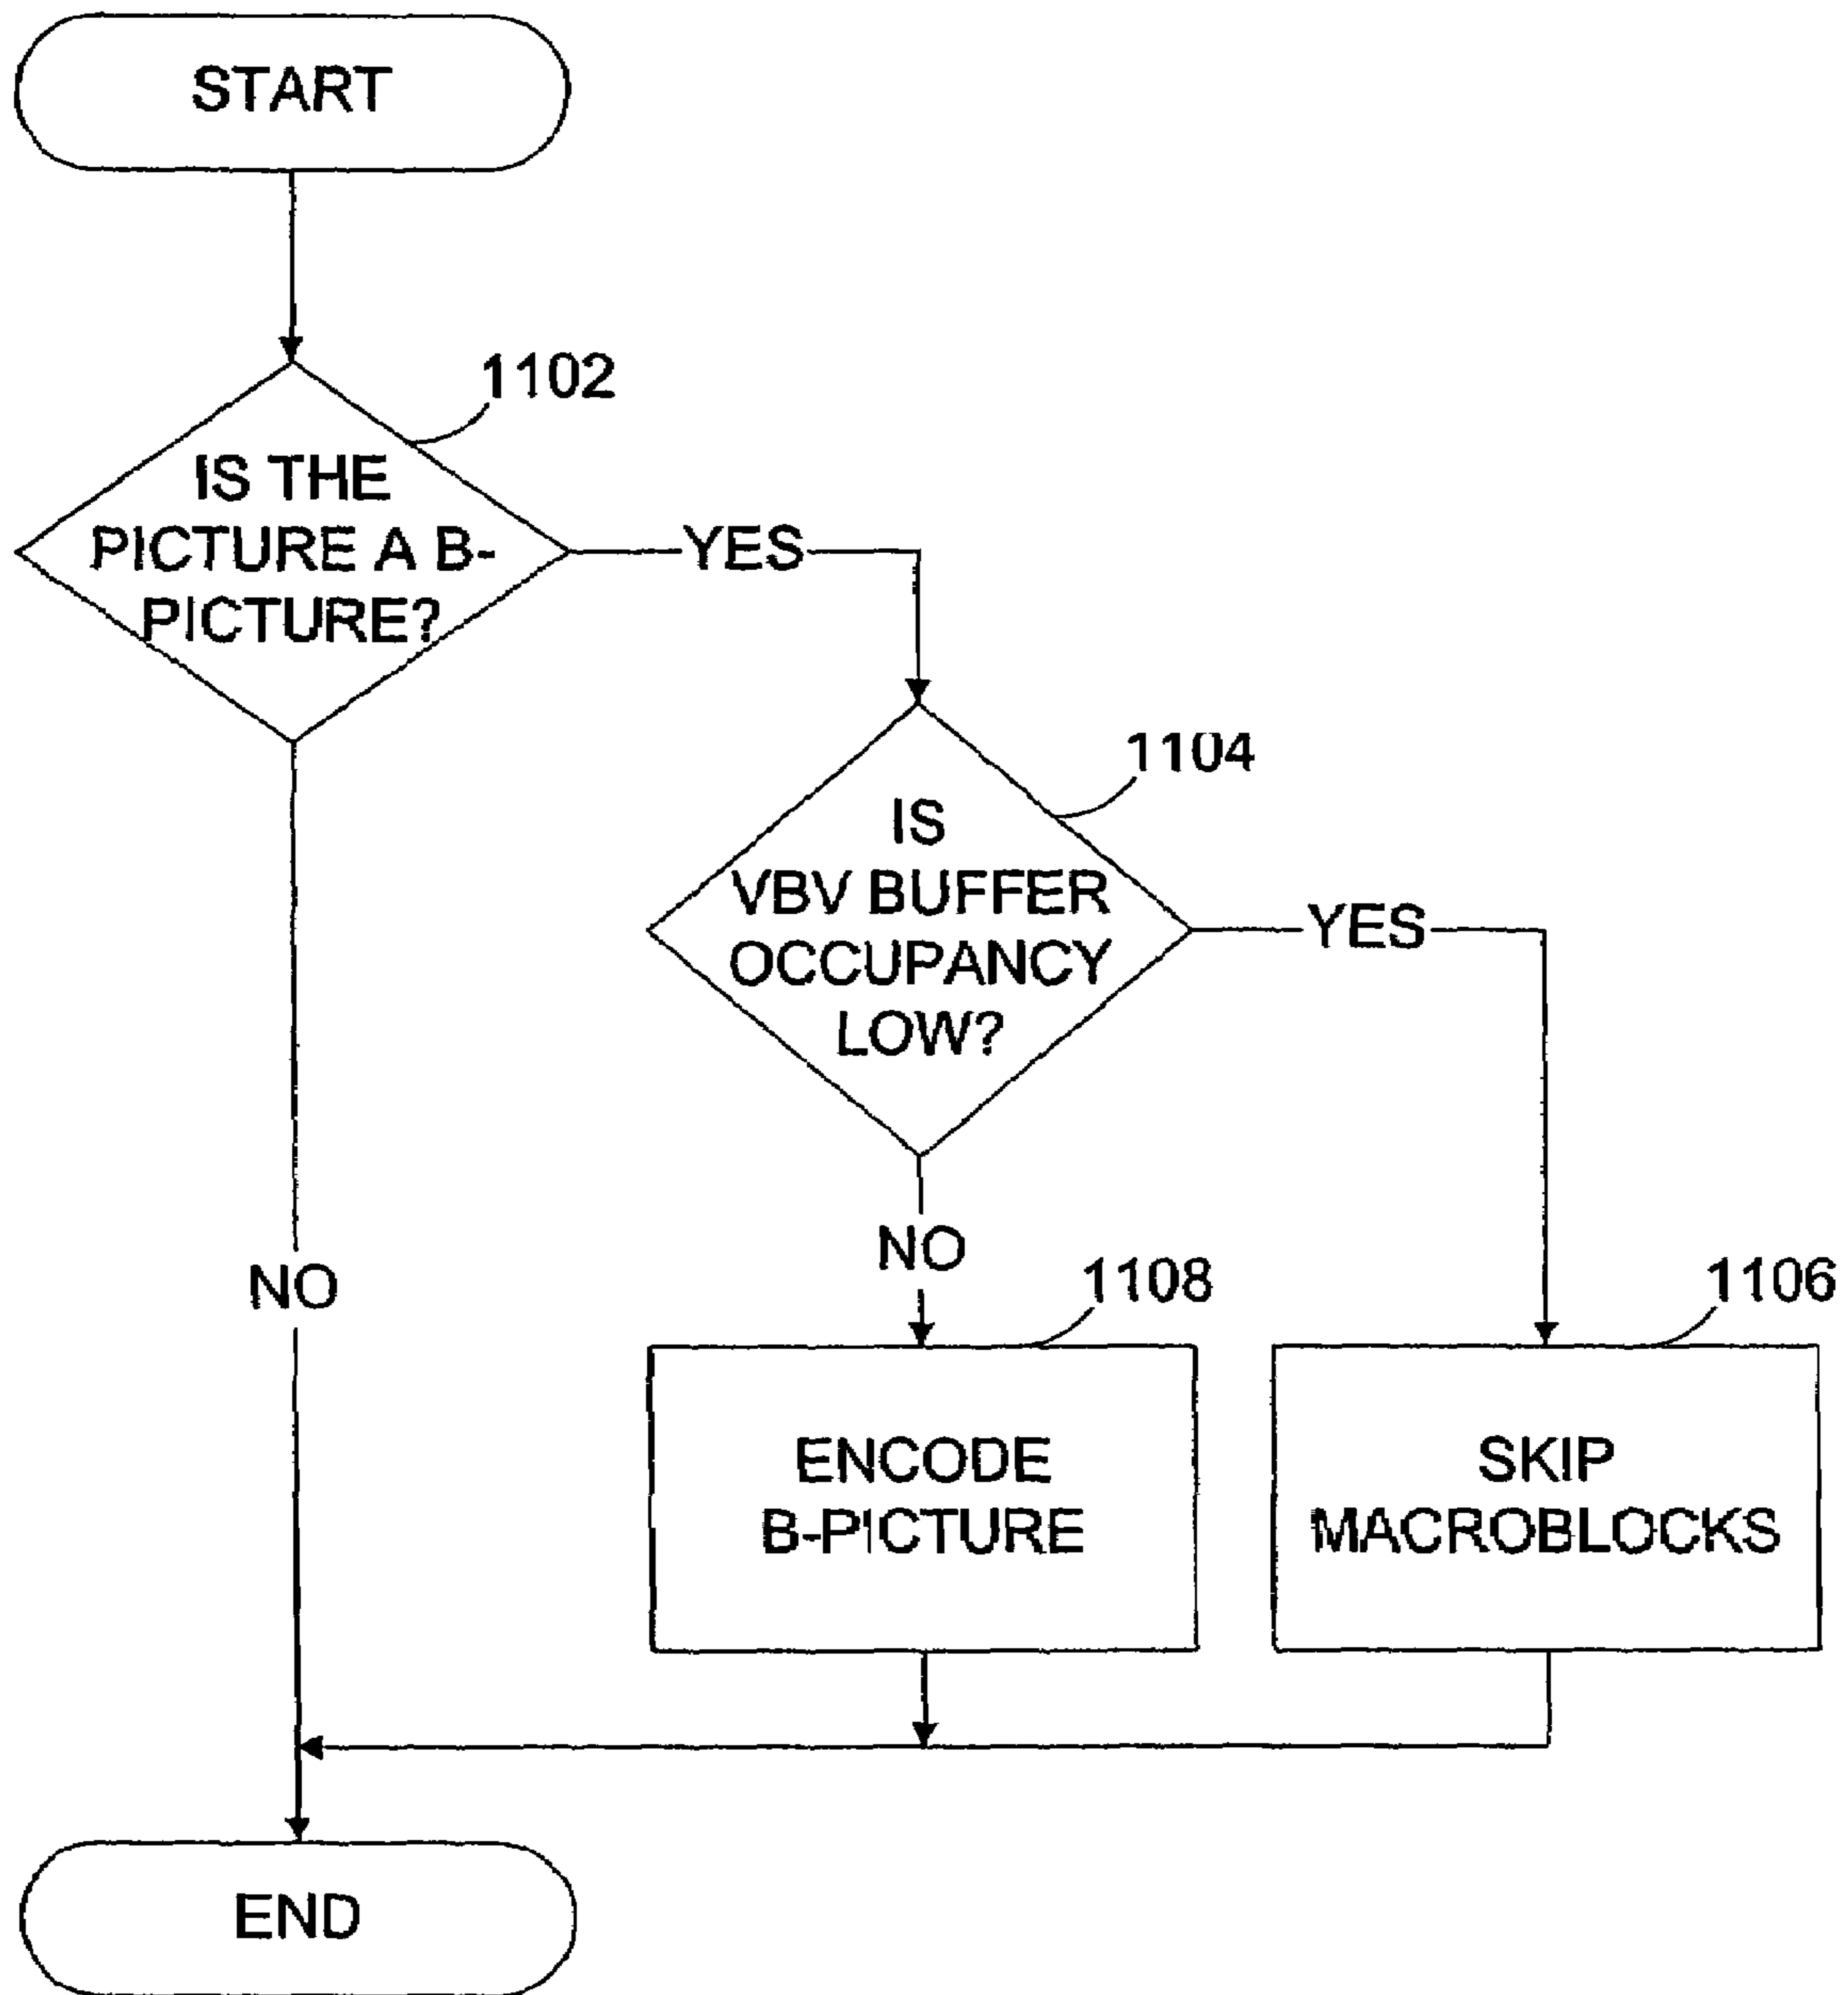 START
1102
IS THE
PICTURE A B-
PICTURE?
YES
1104
IS
VBV BUFFER
OCCUPANCY
LOW?
YES
NO
NO
1108
1106
ENCODE
B-PICTURE
SKIP
MACROBLOCKS
END